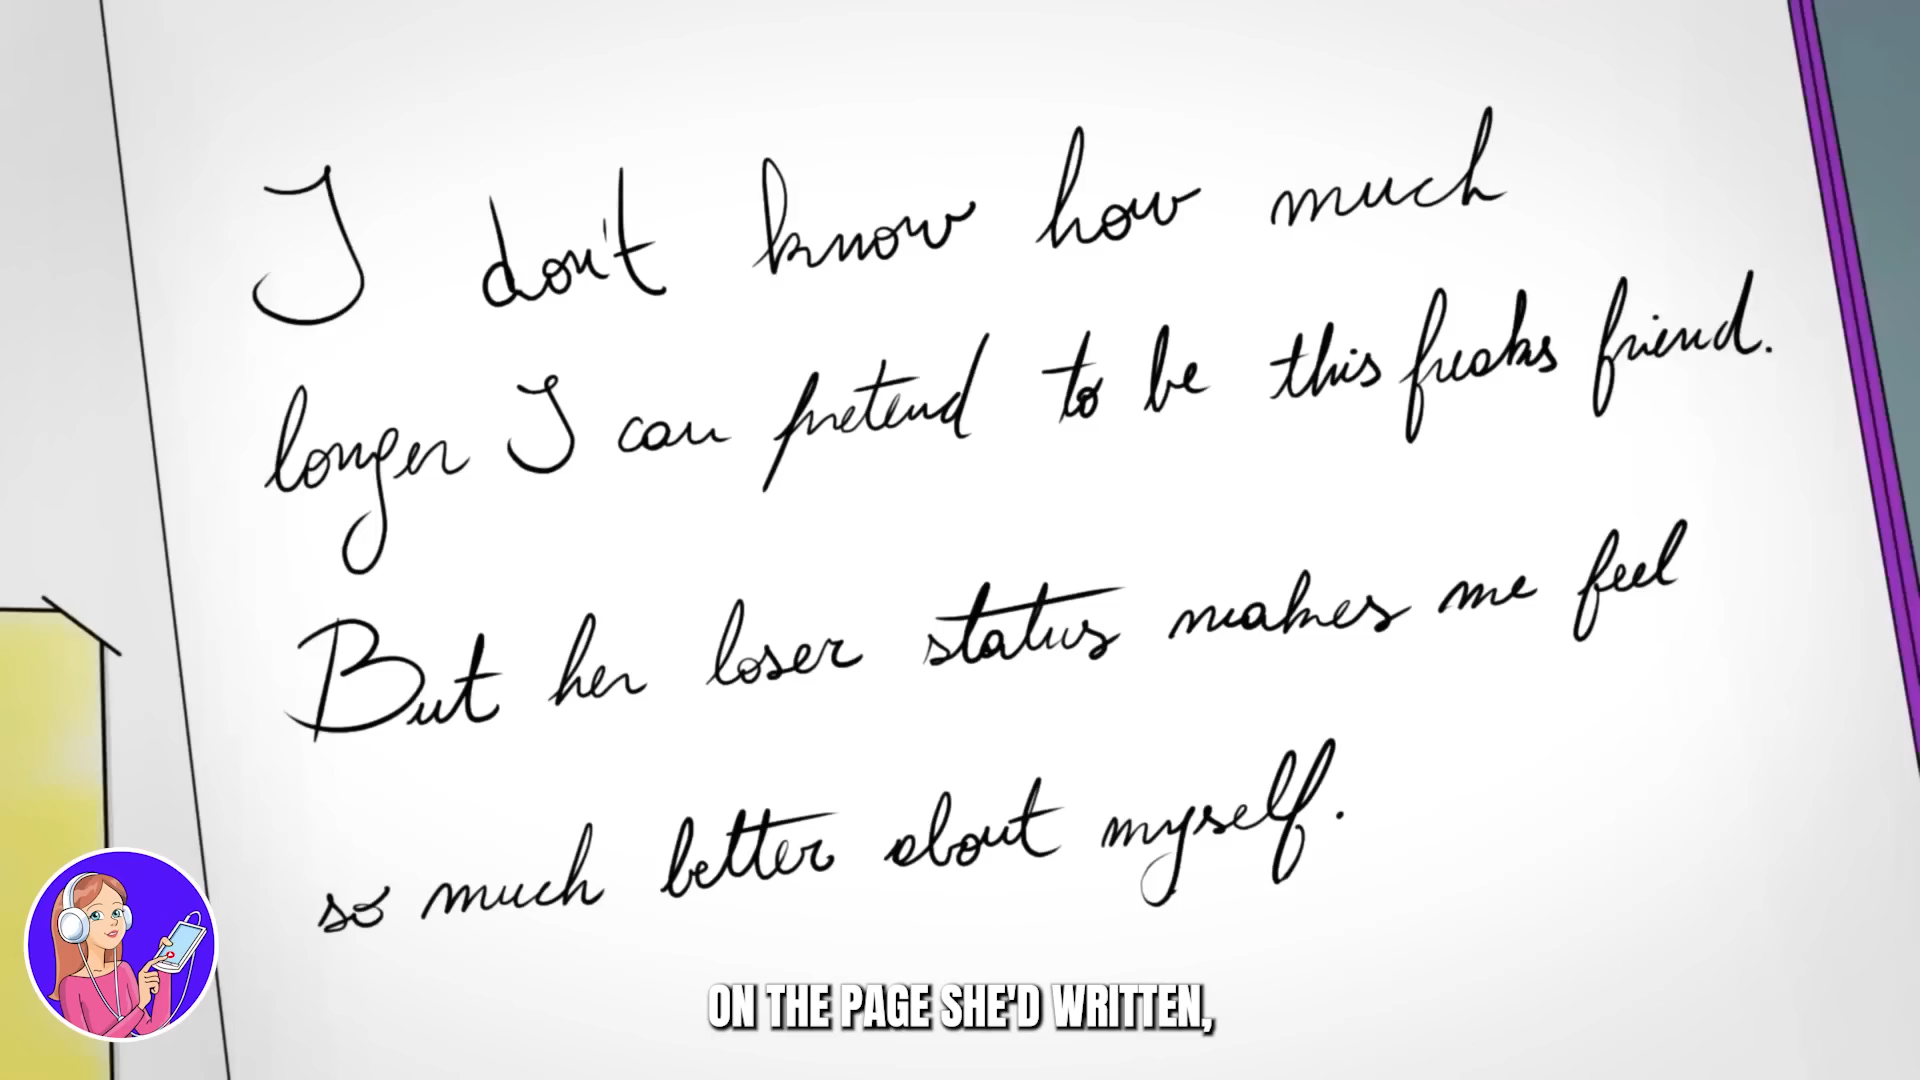 I don't know how much
longer I can pretend to be this freaks friend.
But her loser status makes me feel
so much better about myself.
ON THE PAGE SHE'D WRITTEN,